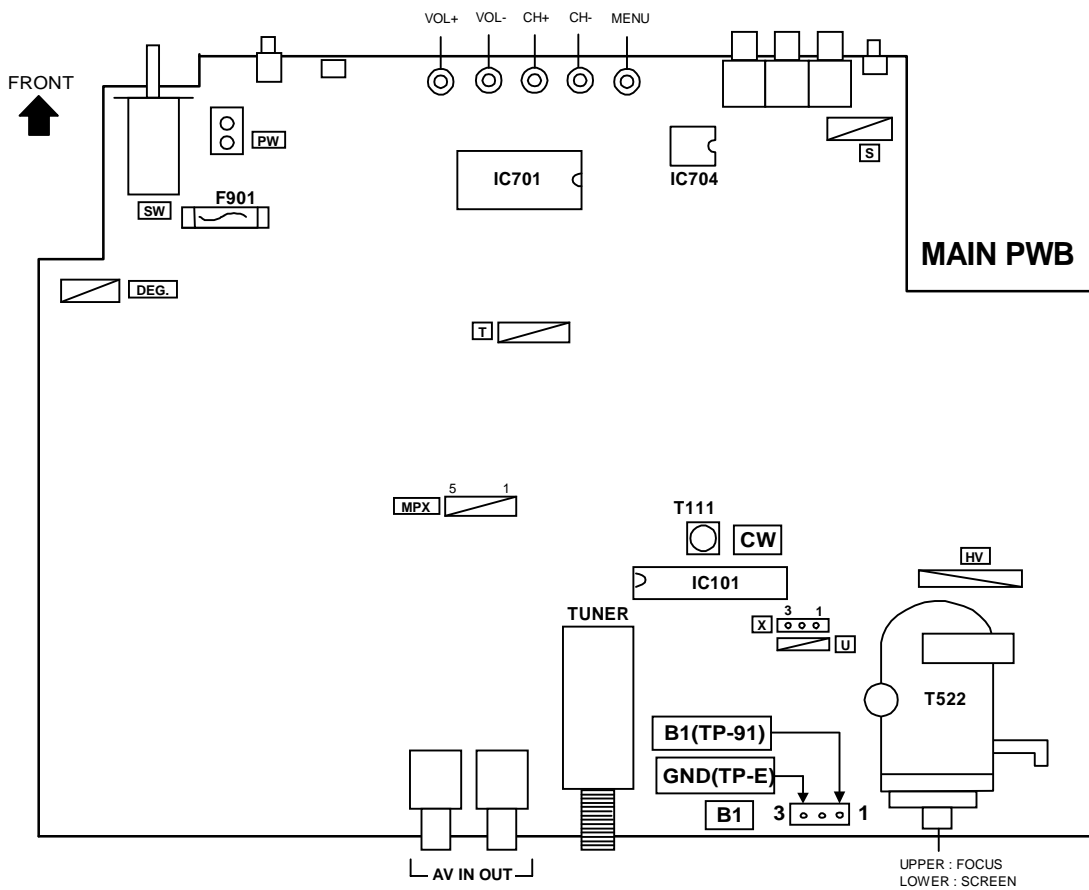 VOL+ VOL- CH+ CH- MENU
FRONT
PW
S
IC701
IC704
F901
SW
MAIN PWB
DEG.
T
5 1
MPX
T111
CW
HV
IC101
TUNER
3 1
X
U
T522
B1(TP-91)
GND(TP-E)
B1
3 1
AV IN OUT
UPPER : FOCUS
LOWER : SCREEN